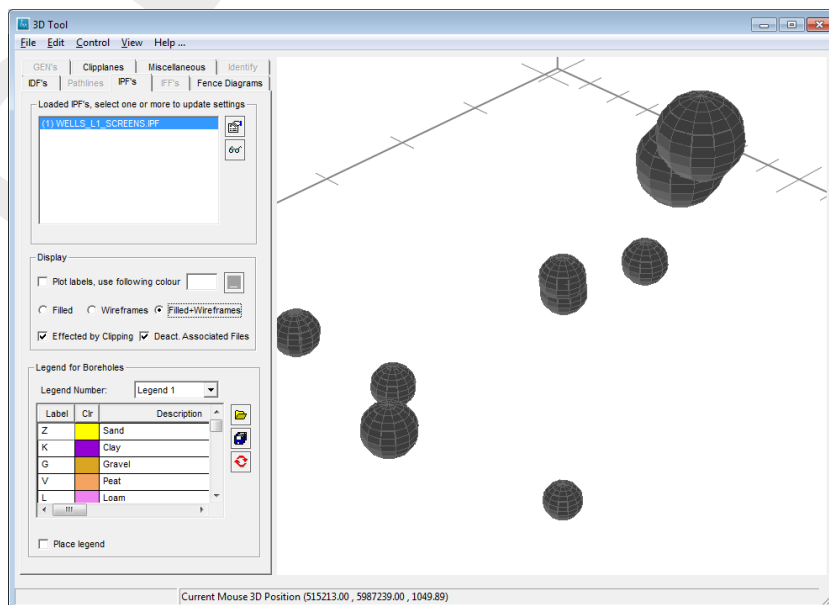 3D Tool
File Edit Control View Help ...
GEN's Clipplanes Miscellaneous Identify
IDF's Pathlines IPF's IFF's Fence Diagrams
Loaded IPF's, select one or more to update settings
(1) WELLS_L1_SCREENS.IPF
Display
Plot labels, use following colour
Filled Wireframes Filled+Wireframes
Effected by Clipping Deact. Associated Files
Legend for Boreholes
Legend Number: Legend 1
Label Clr Description
Z Sand
K Clay
G Gravel
V Peat
L Loam
Place legend
Current Mouse 3D Position (515213.00 , 5987239.00 , 1049.89)